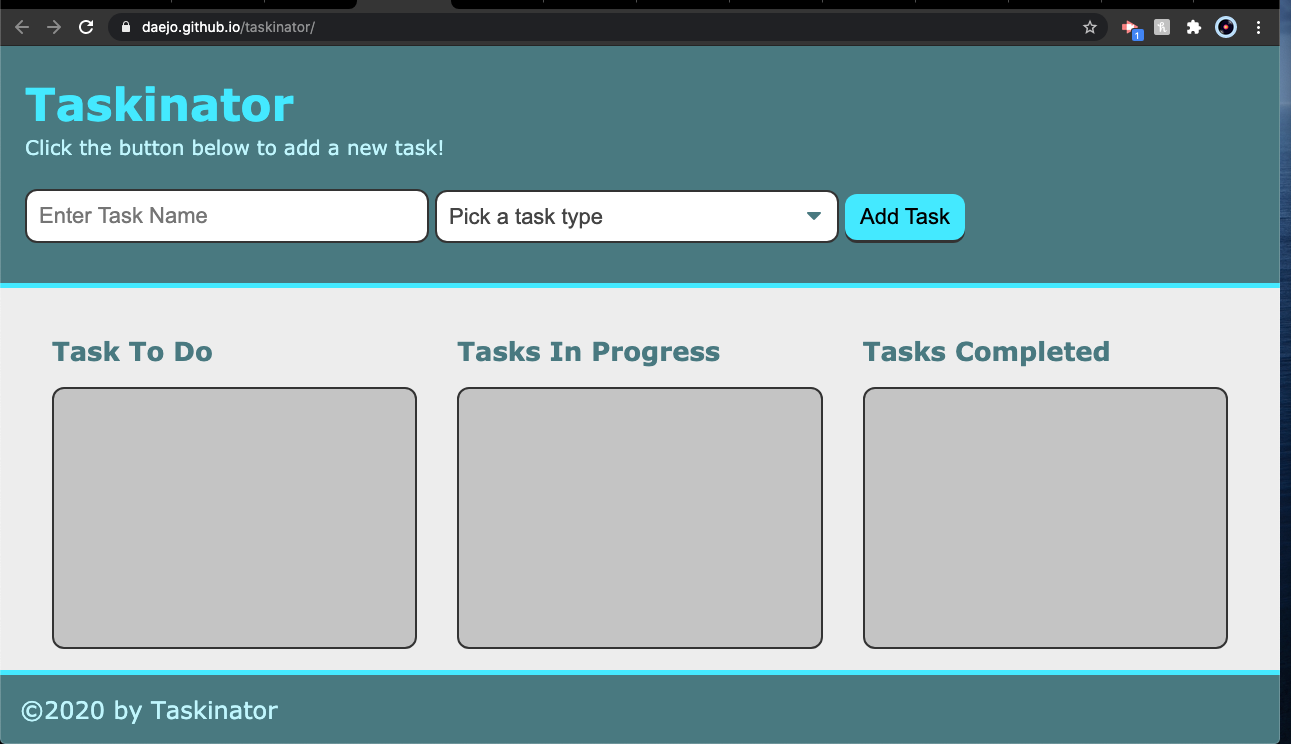 daejo.github.io/taskinator/
1
Taskinator
Click the button below to add a new task!
Enter Task Name
Pick a task type
Add Task
Task To Do
Tasks In Progress
Tasks Completed
©2020 by Taskinator